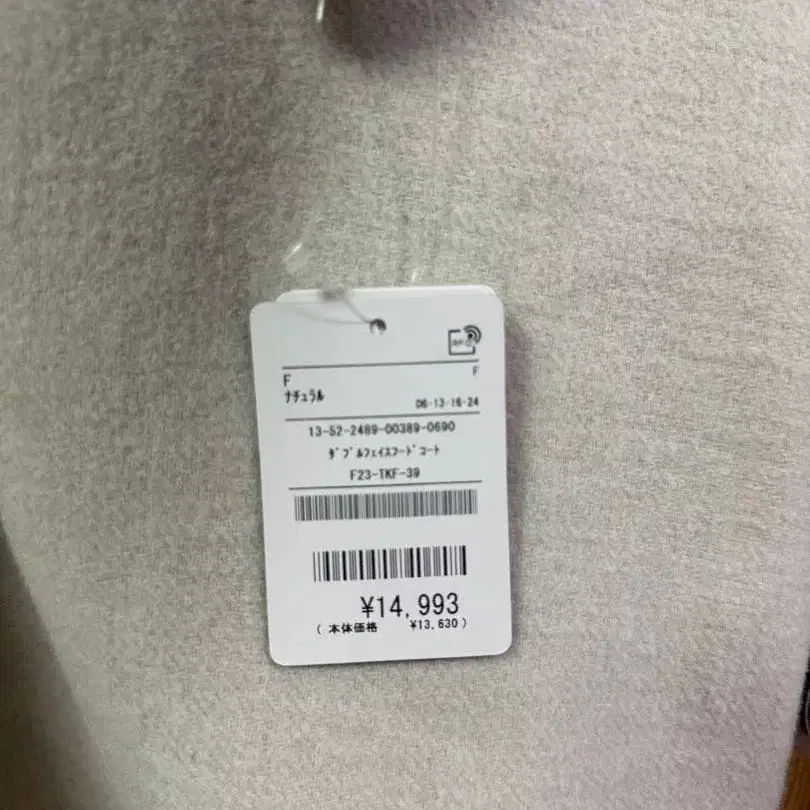 F F
ナチュラル 06-13-16-24
13-52-2489-00389-0690
ﾀﾞﾌﾞﾙﾌｪｲｽﾌｰﾄﾞｺｰﾄ
F23-TKF-39
¥14,993
(本体価格 ¥13,630)